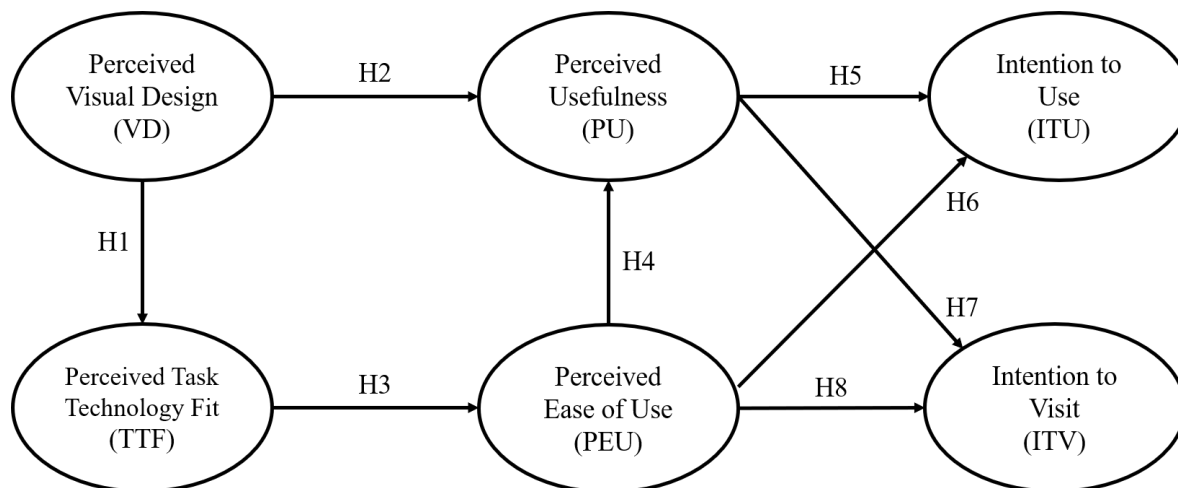 Perceived
Visual Design
(VD)
H2
Perceived
Usefulness
(PU)
H5
Intention to
Use
(ITU)
H1
H4
H6
H7
Perceived Task
Technology Fit
(TTF)
H3
Perceived
Ease of Use
(PEU)
H8
Intention to
Visit
(ITV)